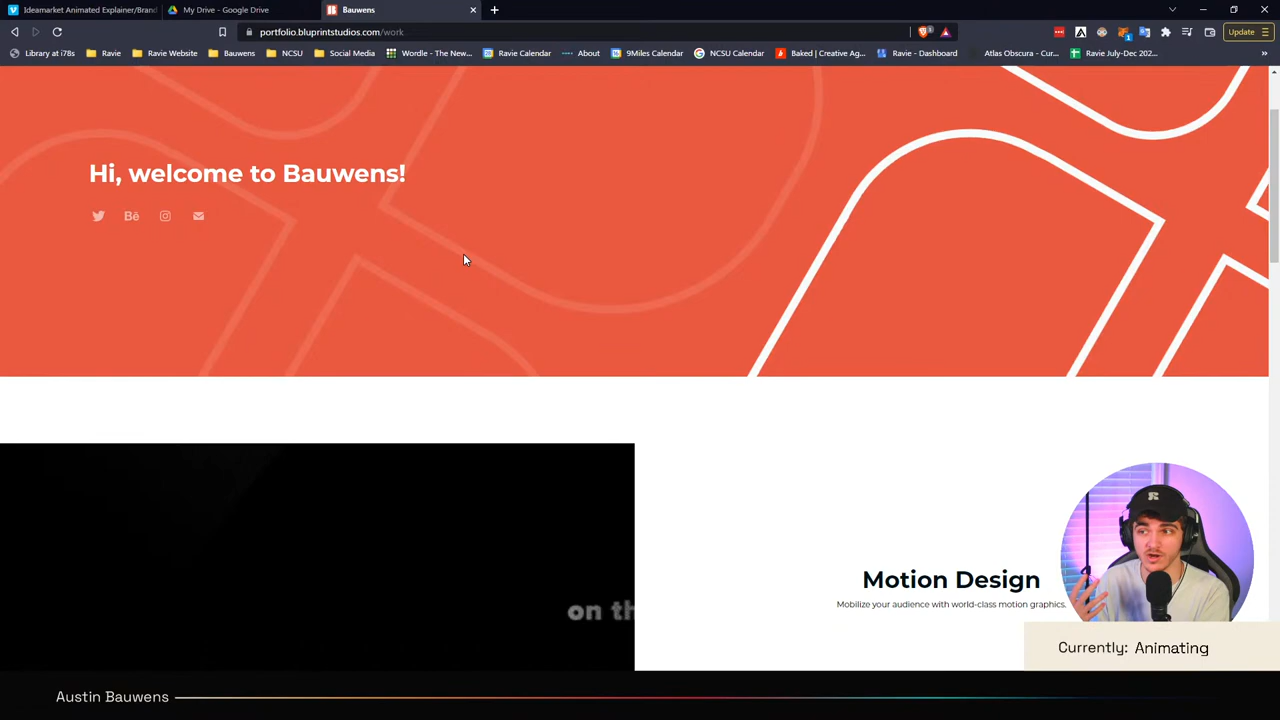 Ideamarket Animated Explainer/Brand
My Drive - Google Drive
Bauwens
portfolio.bluprintstudios.com/work
Update
Library at i78s
Ravie
Ravie Website
Bauwens
NCSU
Social Media
Wordle - The New...
Ravie Calendar
About
9Miles Calendar
NCSU Calendar
Baked | Creative Ag...
Ravie - Dashboard
Atlas Obscura - Cur...
Ravie July-Dec 202...
Hi, welcome to Bauwens!
Bē
Motion Design
Mobilize your audience with world-class motion graphics.
on th
Currently: Animating
Austin Bauwens